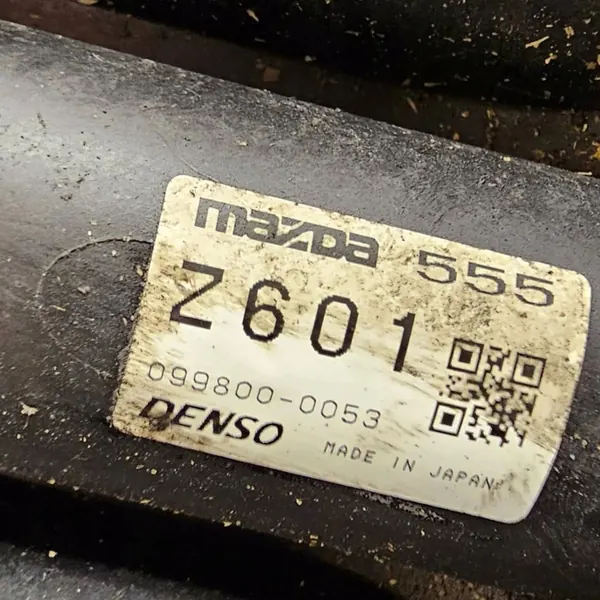 mazda 555
Z601
099800-0053
DENSO MADE IN JAPAN